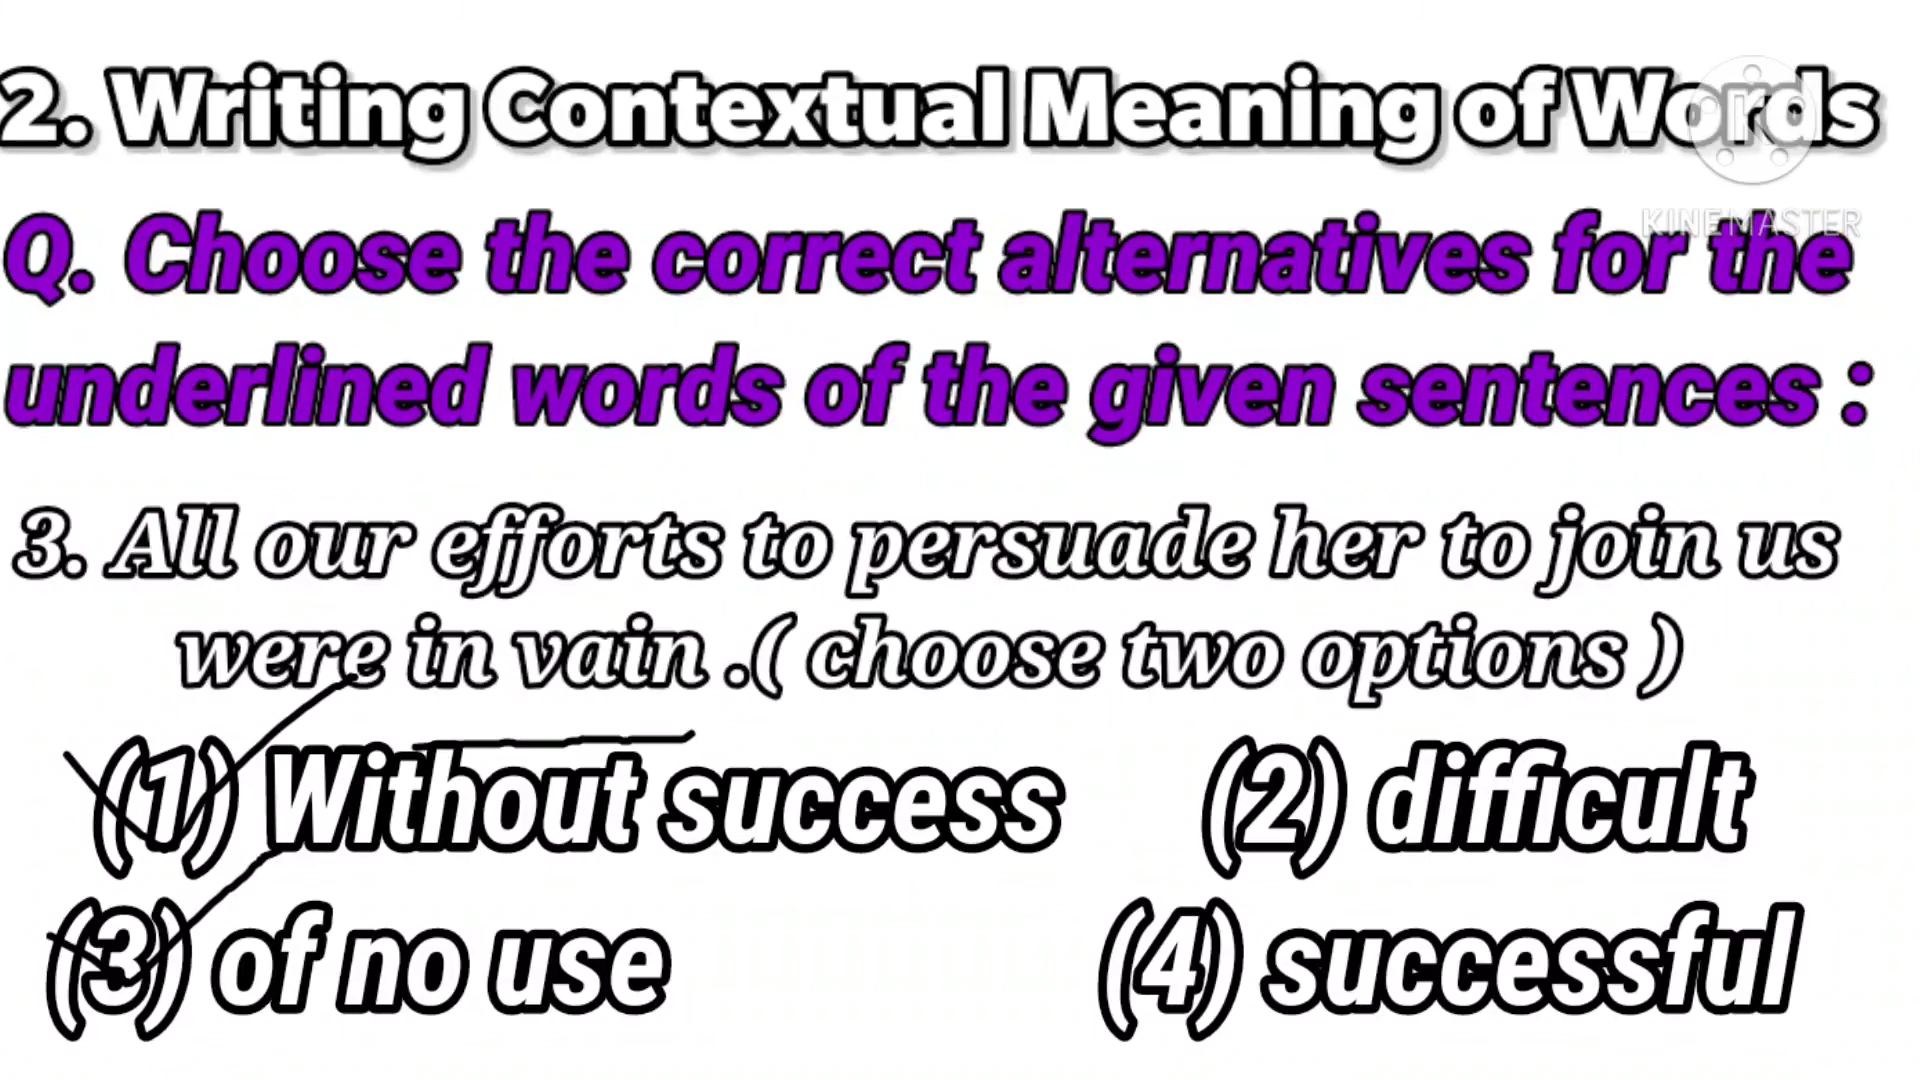 2. Writing Contextual Meaning of Words
KINEMASTER
Q. Choose the correct alternatives for the
underlined words of the given sentences :
3. All our efforts to persuade her to join us
were in vain .( choose two options )
(1) Without success (2) difficult
(3) of no use (4) successful